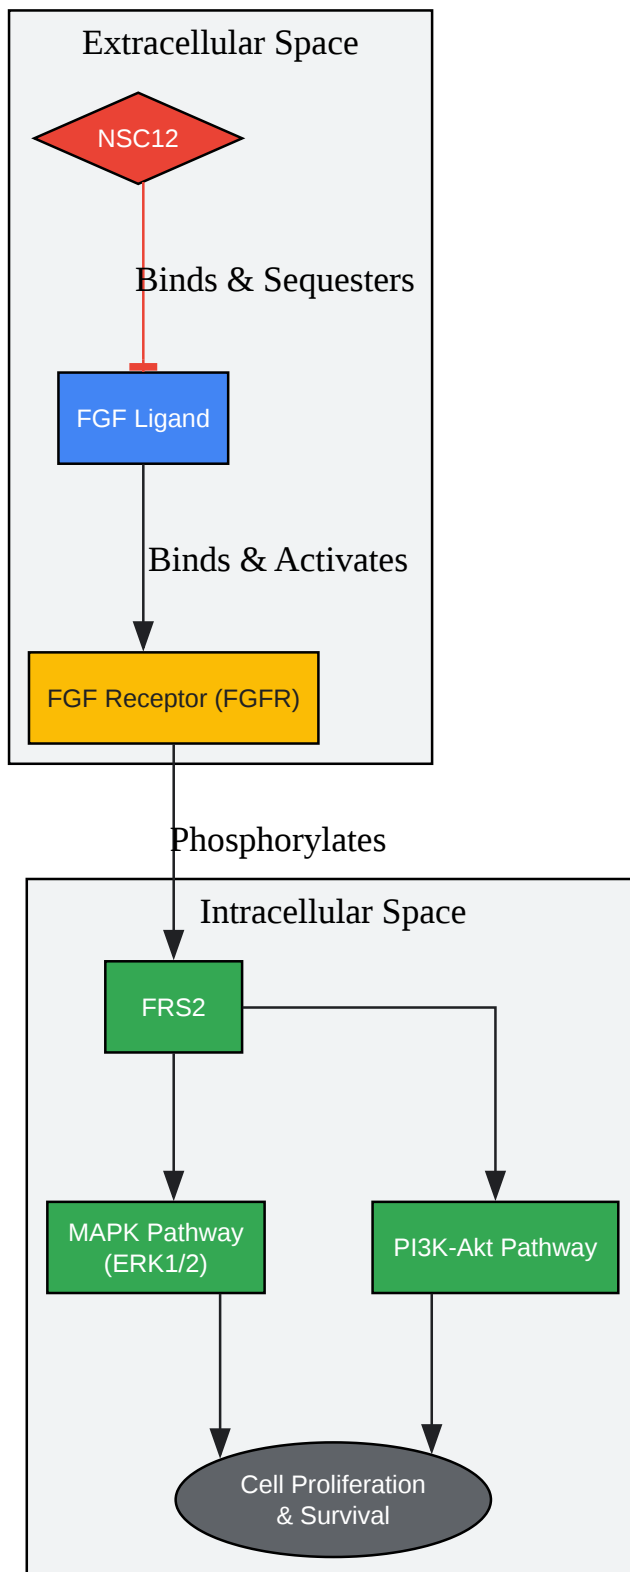 Extracellular Space
NSC12
Binds & Sequesters
FGF Ligand
Binds & Activates
FGF Receptor (FGFR)
Phosphorylates
Intracellular Space
FRS2
MAPK Pathway
(ERK1/2)
PI3K-Akt Pathway
Cell Proliferation
& Survival